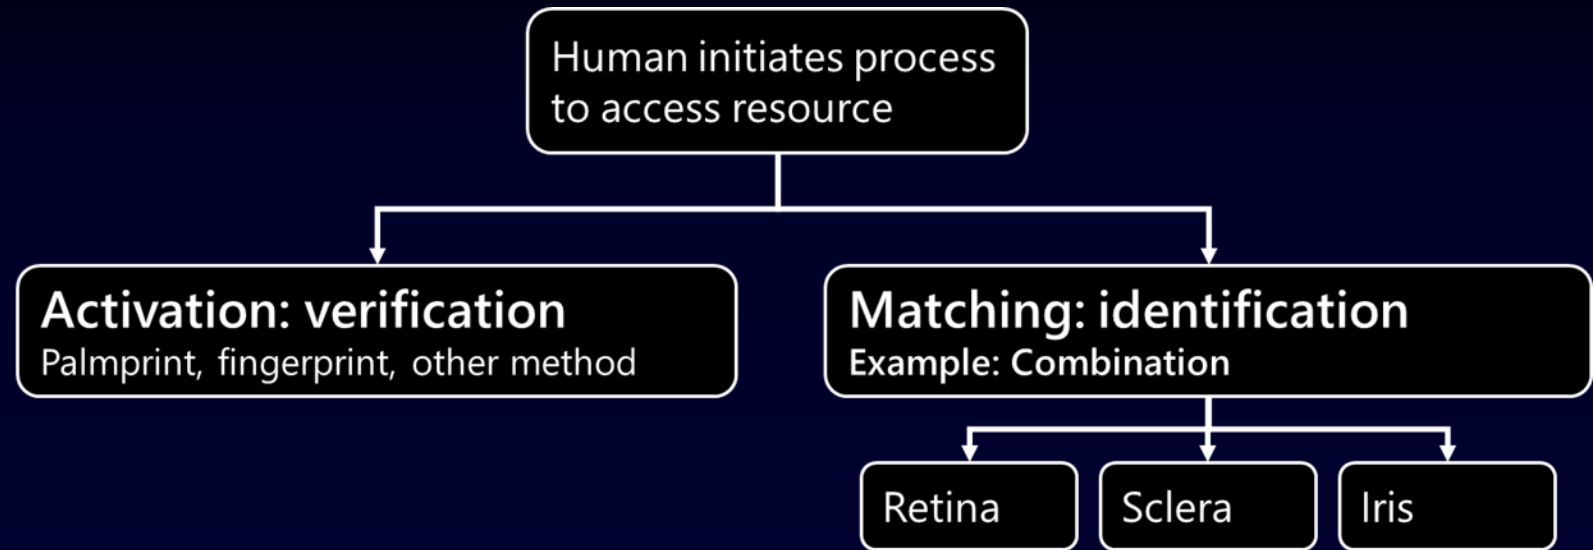 Human initiates process
to access resource
Activation: verification
Palmprint, fingerprint, other method
Matching: identification
Example: Combination
Retina
Sclera
Iris